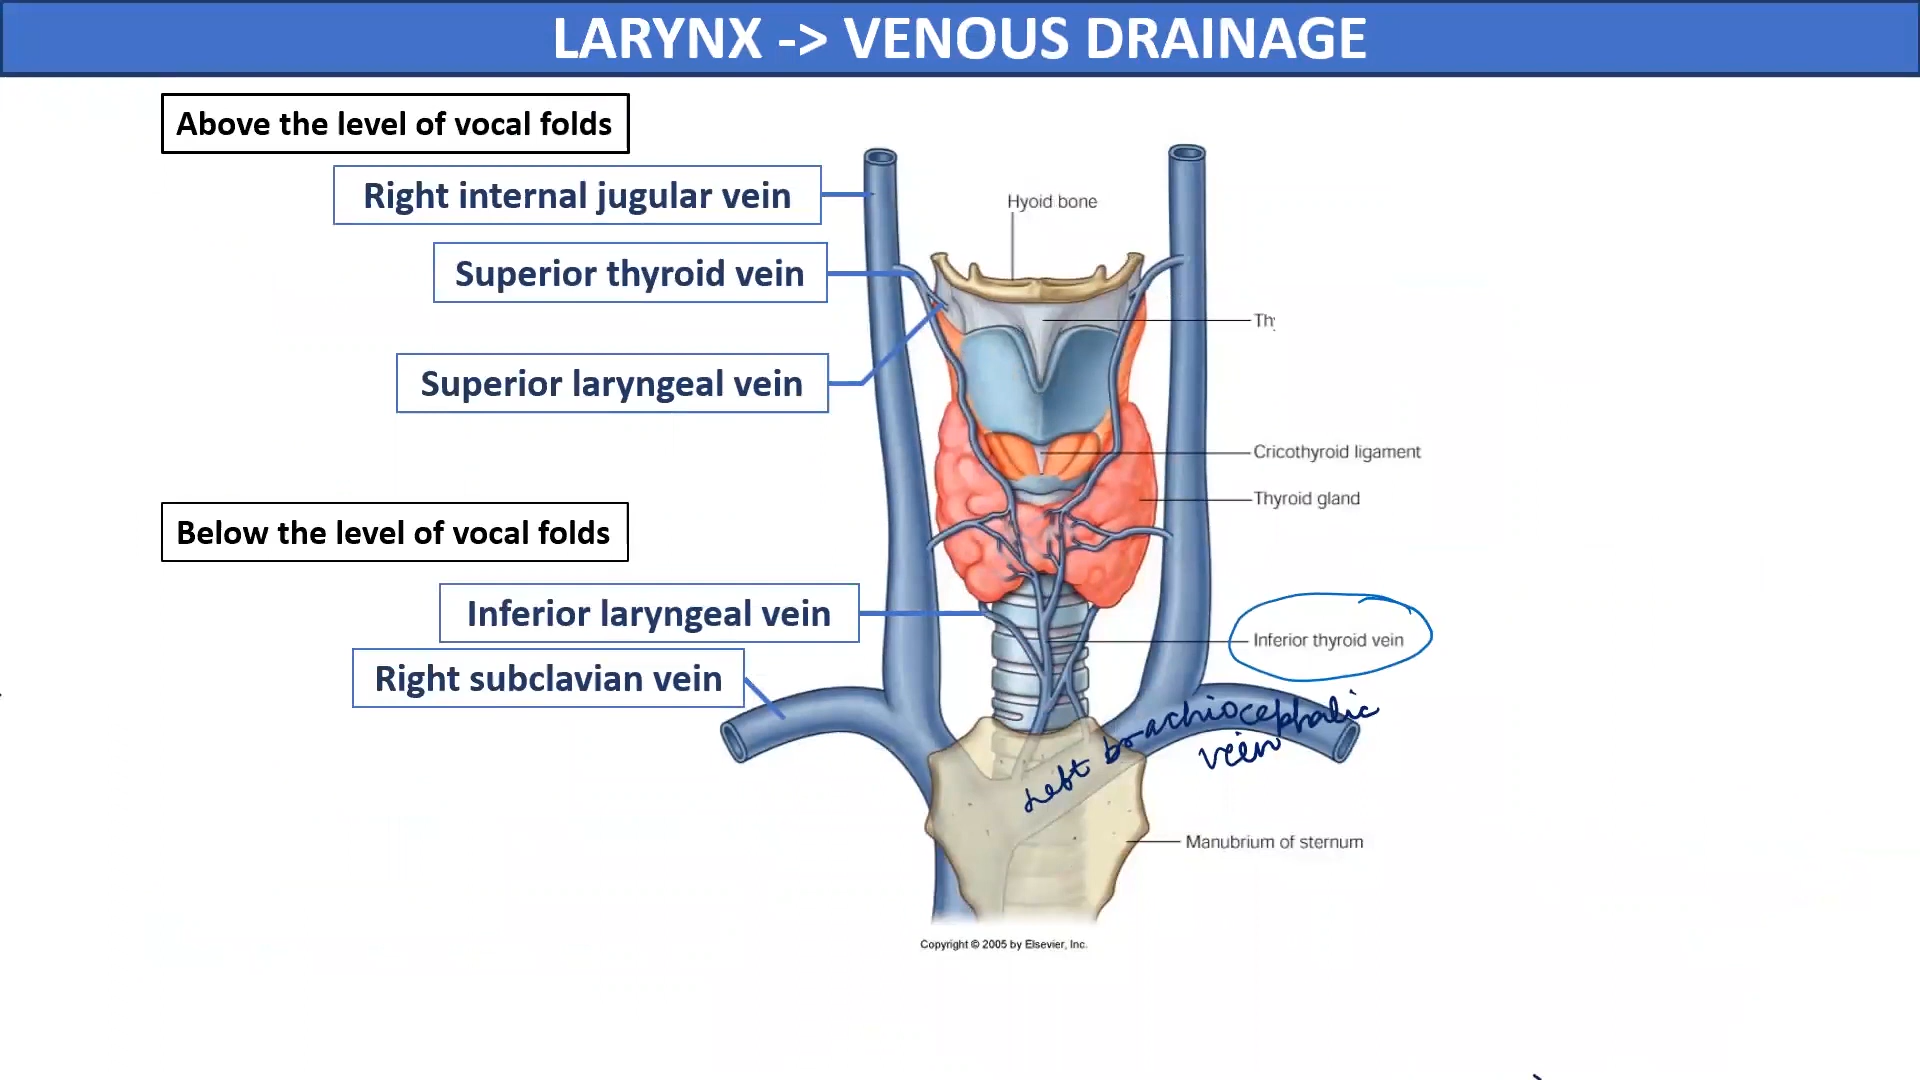 LARYNX -> VENOUS DRAINAGE
Above the level of vocal folds
Right internal jugular vein
Hyoid bone
Superior thyroid vein
Th
Superior laryngeal vein
Cricothyroid ligament
Thyroid gland
Below the level of vocal folds
Inferior laryngeal vein
Inferior thyroid vein
Right subclavian vein
Left brachiocephalic
vein
Manubrium of sternum
Copyright © 2005 by Elsevier, Inc.